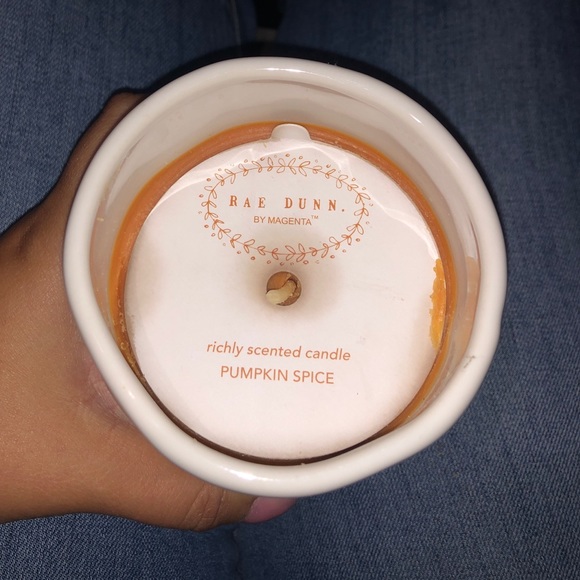 RAE DUNN.
BY MAGENTA™
richly scented candle
PUMPKIN SPICE